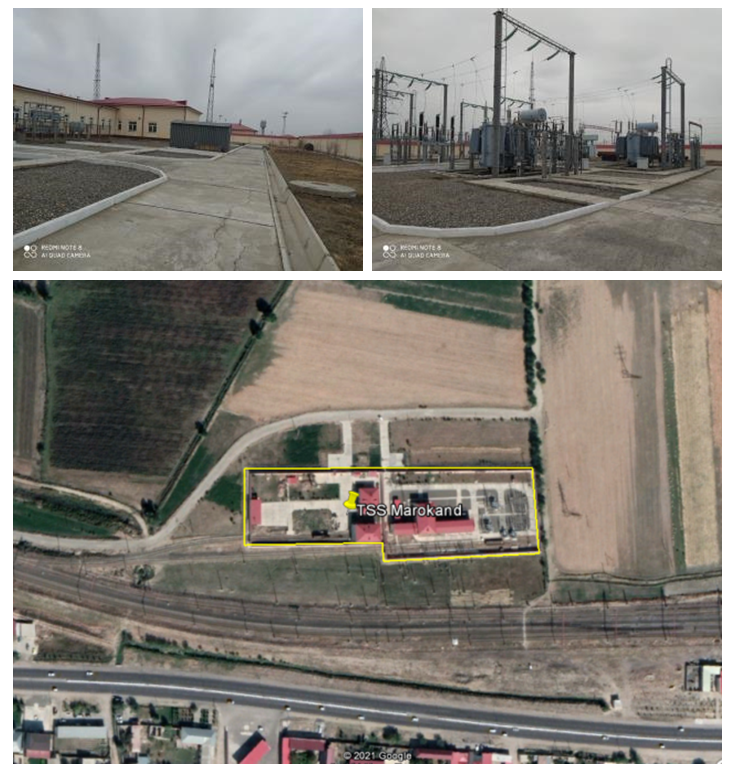 REDMI NOTE 8
AI QUAD CAMERA
REDMI NOTE 8
AI QUAD CAMERA
TSS Marokand
© 2021 Google